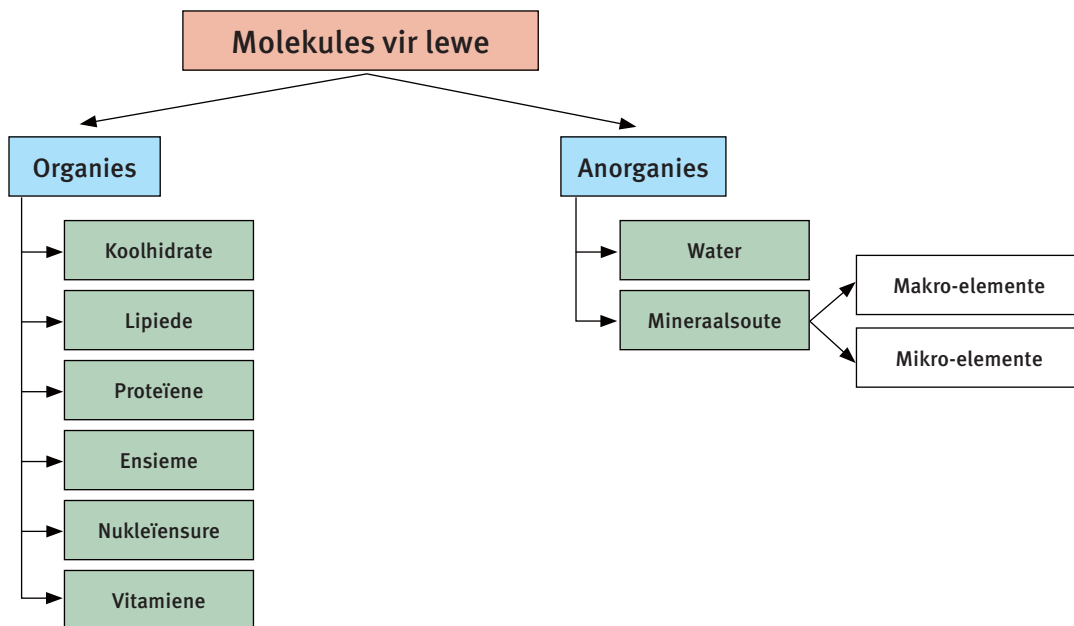 Molekules vir lewe
Organies
Koolhidrate
Lipiede
Proteïene
Ensieme
Nukleïensure
Vitamiene
Anorganies
Water
Mineraalsoute
Makro-elemente
Mikro-elemente